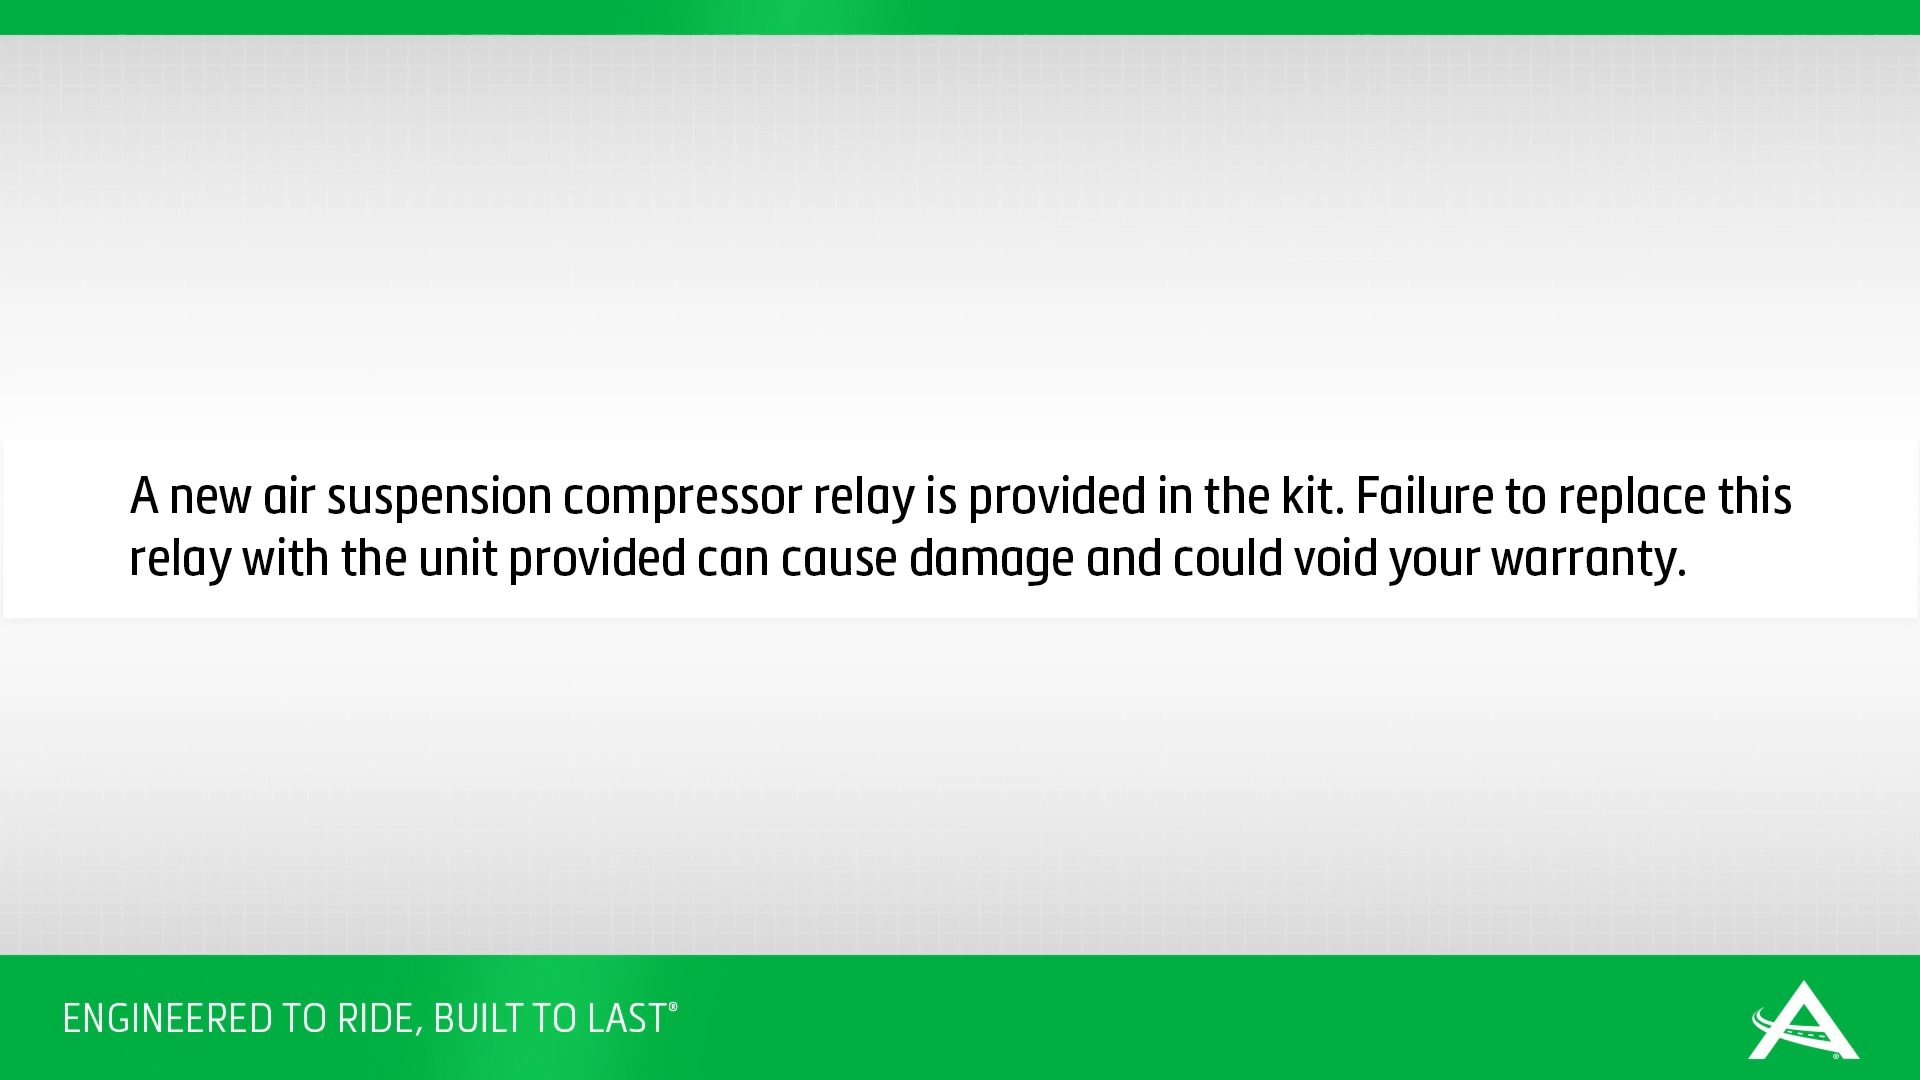 A new air suspension compressor relay is provided in the kit. Failure to replace this
relay with the unit provided can cause damage and could void your warranty.
ENGINEERED TO RIDE, BUILT TO LAST®